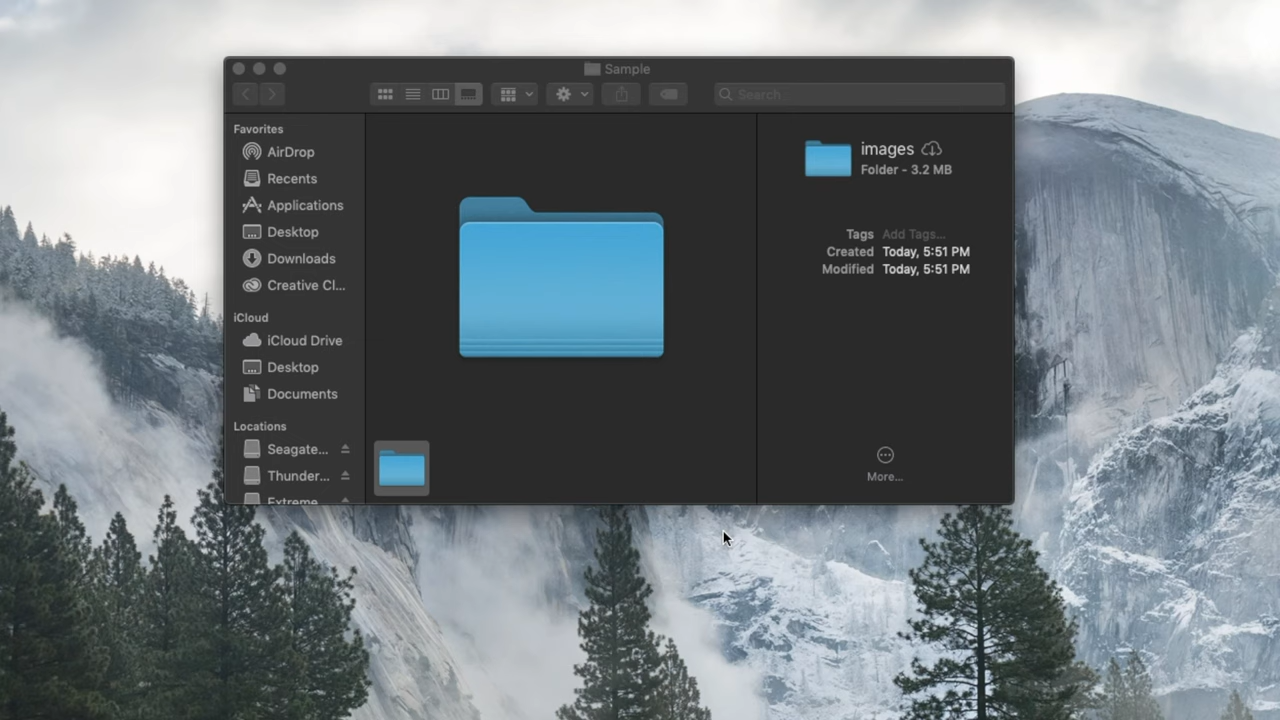 Sample
Search
Favorites
AirDrop
Recents
Applications
Desktop
Downloads
Creative Cl...
iCloud
iCloud Drive
Desktop
Documents
Locations
Seagate...
Thunder...
Extreme
images
Folder - 3.2 MB
Tags Add Tags...
Created Today, 5:51 PM
Modified Today, 5:51 PM
More...